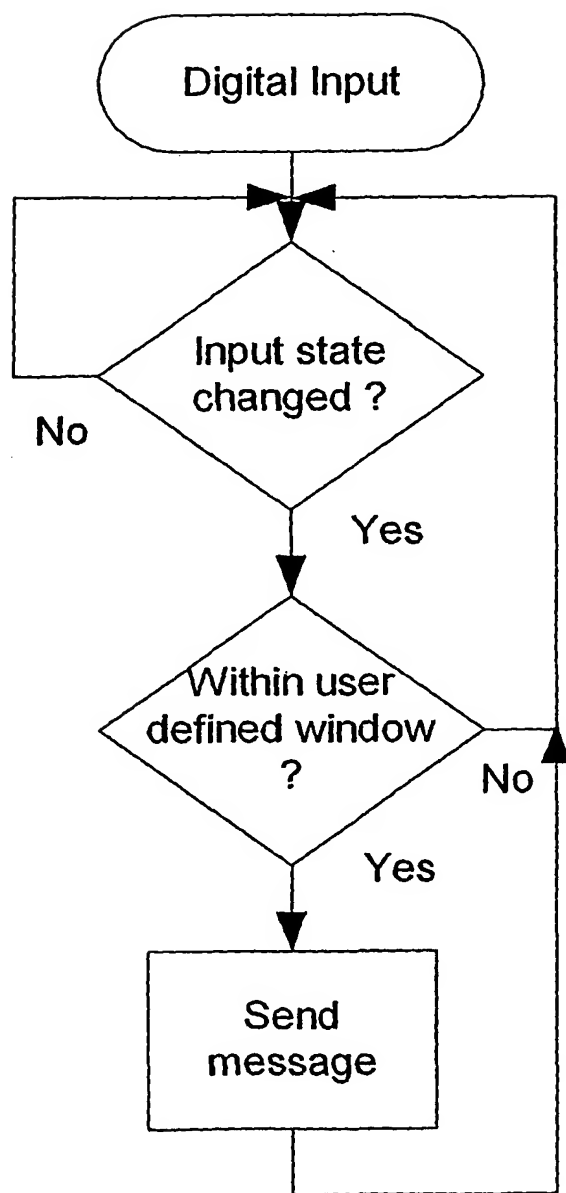 Digital Input
Input state
changed ?
No
Yes
Within user
defined window
?
No
Yes
Send
message